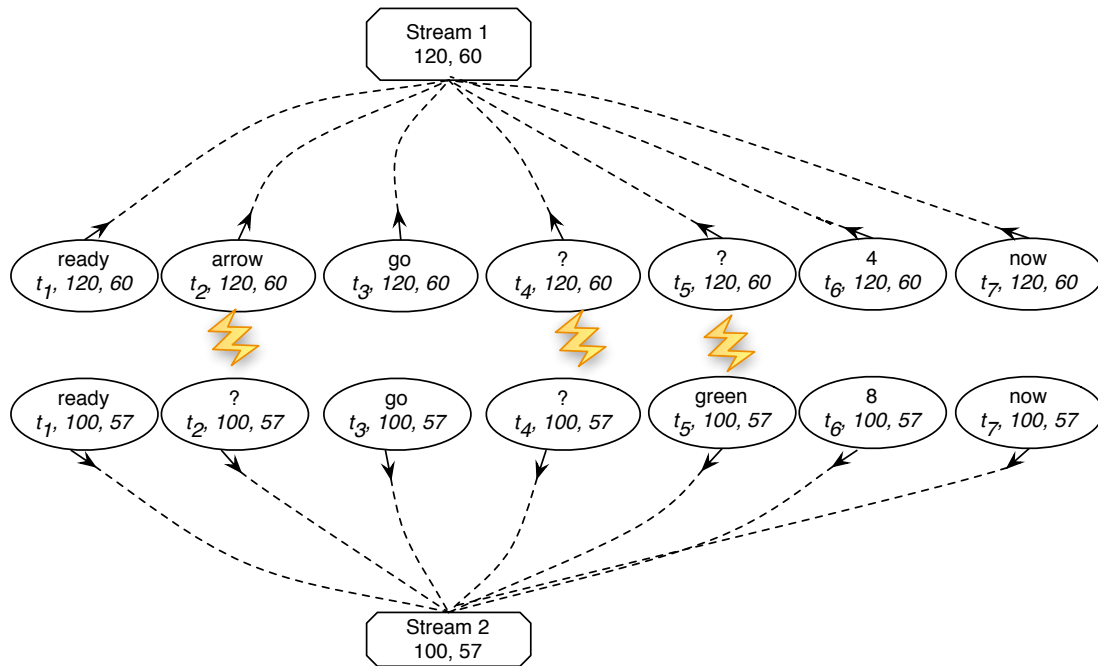 Stream 1
120, 60
ready
t1, 120, 60
arrow
t2, 120, 60
go
t3, 120, 60
?
t4, 120, 60
?
t5, 120, 60
4
t6, 120, 60
now
t7, 120, 60
ready
t1, 100, 57
?
t2, 100, 57
go
t3, 100, 57
?
t4, 100, 57
green
t5, 100, 57
8
t6, 100, 57
now
t7, 100, 57
Stream 2
100, 57